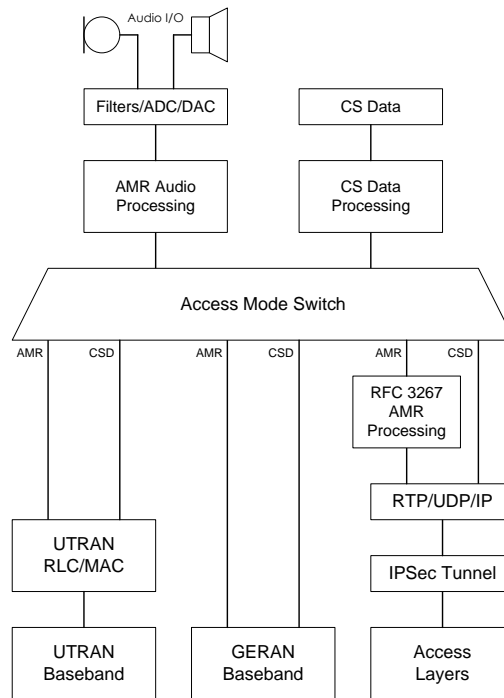 Audio I/O
Filters/ADC/DAC
CS Data
AMR Audio
Processing
CS Data
Processing
Access Mode Switch
AMR
CSD
AMR
CSD
AMR
CSD
RFC 3267
AMR
Processing
RTP/UDP/IP
UTRAN
RLC/MAC
IPSec Tunnel
UTRAN
Baseband
GERAN
Baseband
Access
Layers